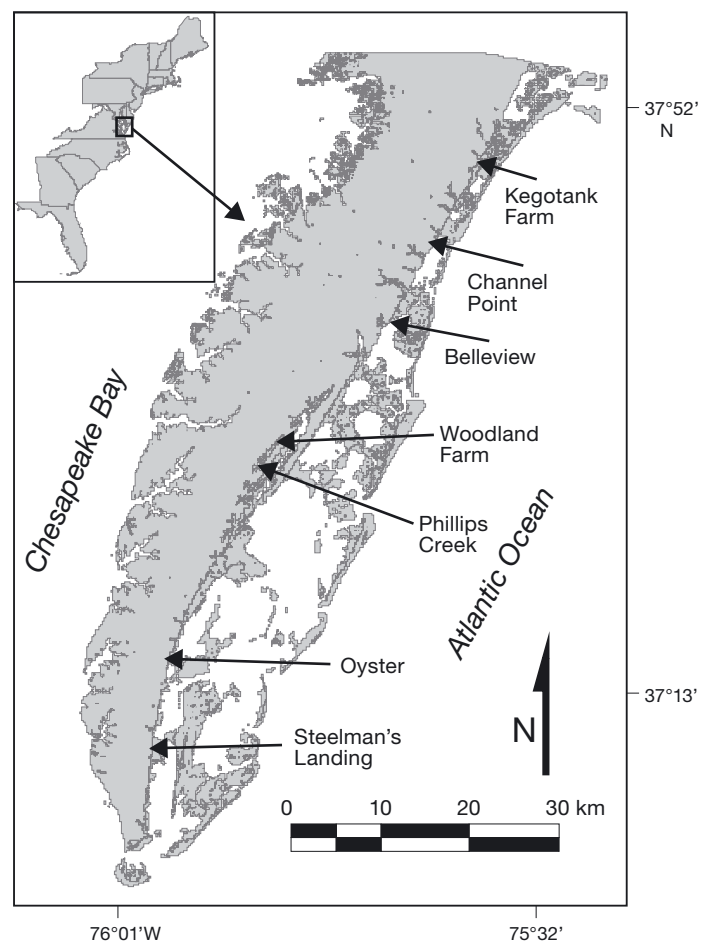 37°52'
N
Kegotank
Farm
Channel
Point
Belleview
Chesapeake Bay
Woodland
Farm
Phillips
Creek
Atlantic Ocean
Oyster
37°13'
N
Steelman's
Landing
0 10 20 30 km
76°01'W 75°32'